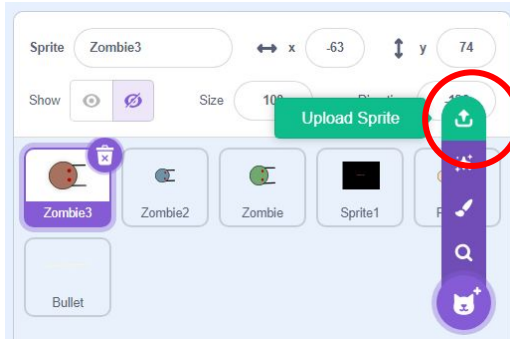 Sprite Zombie3 x -63 y 74
Show Size
Upload Sprite
Zombie3 Zombie2 Zombie Sprite1
Bullet